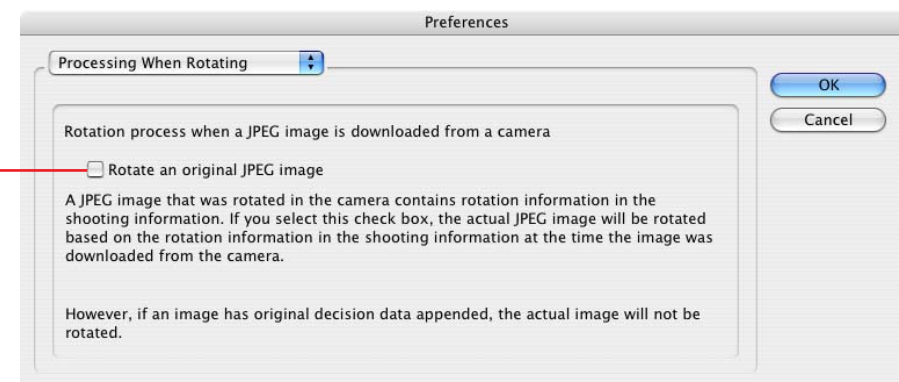 Preferences
Processing When Rotating
OK
Cancel
Rotation process when a JPEG image is downloaded from a camera
Rotate an original JPEG image
A JPEG image that was rotated in the camera contains rotation information in the
shooting information. If you select this check box, the actual JPEG image will be rotated
based on the rotation information in the shooting information at the time the image was
downloaded from the camera.
However, if an image has original decision data appended, the actual image will not be
rotated.